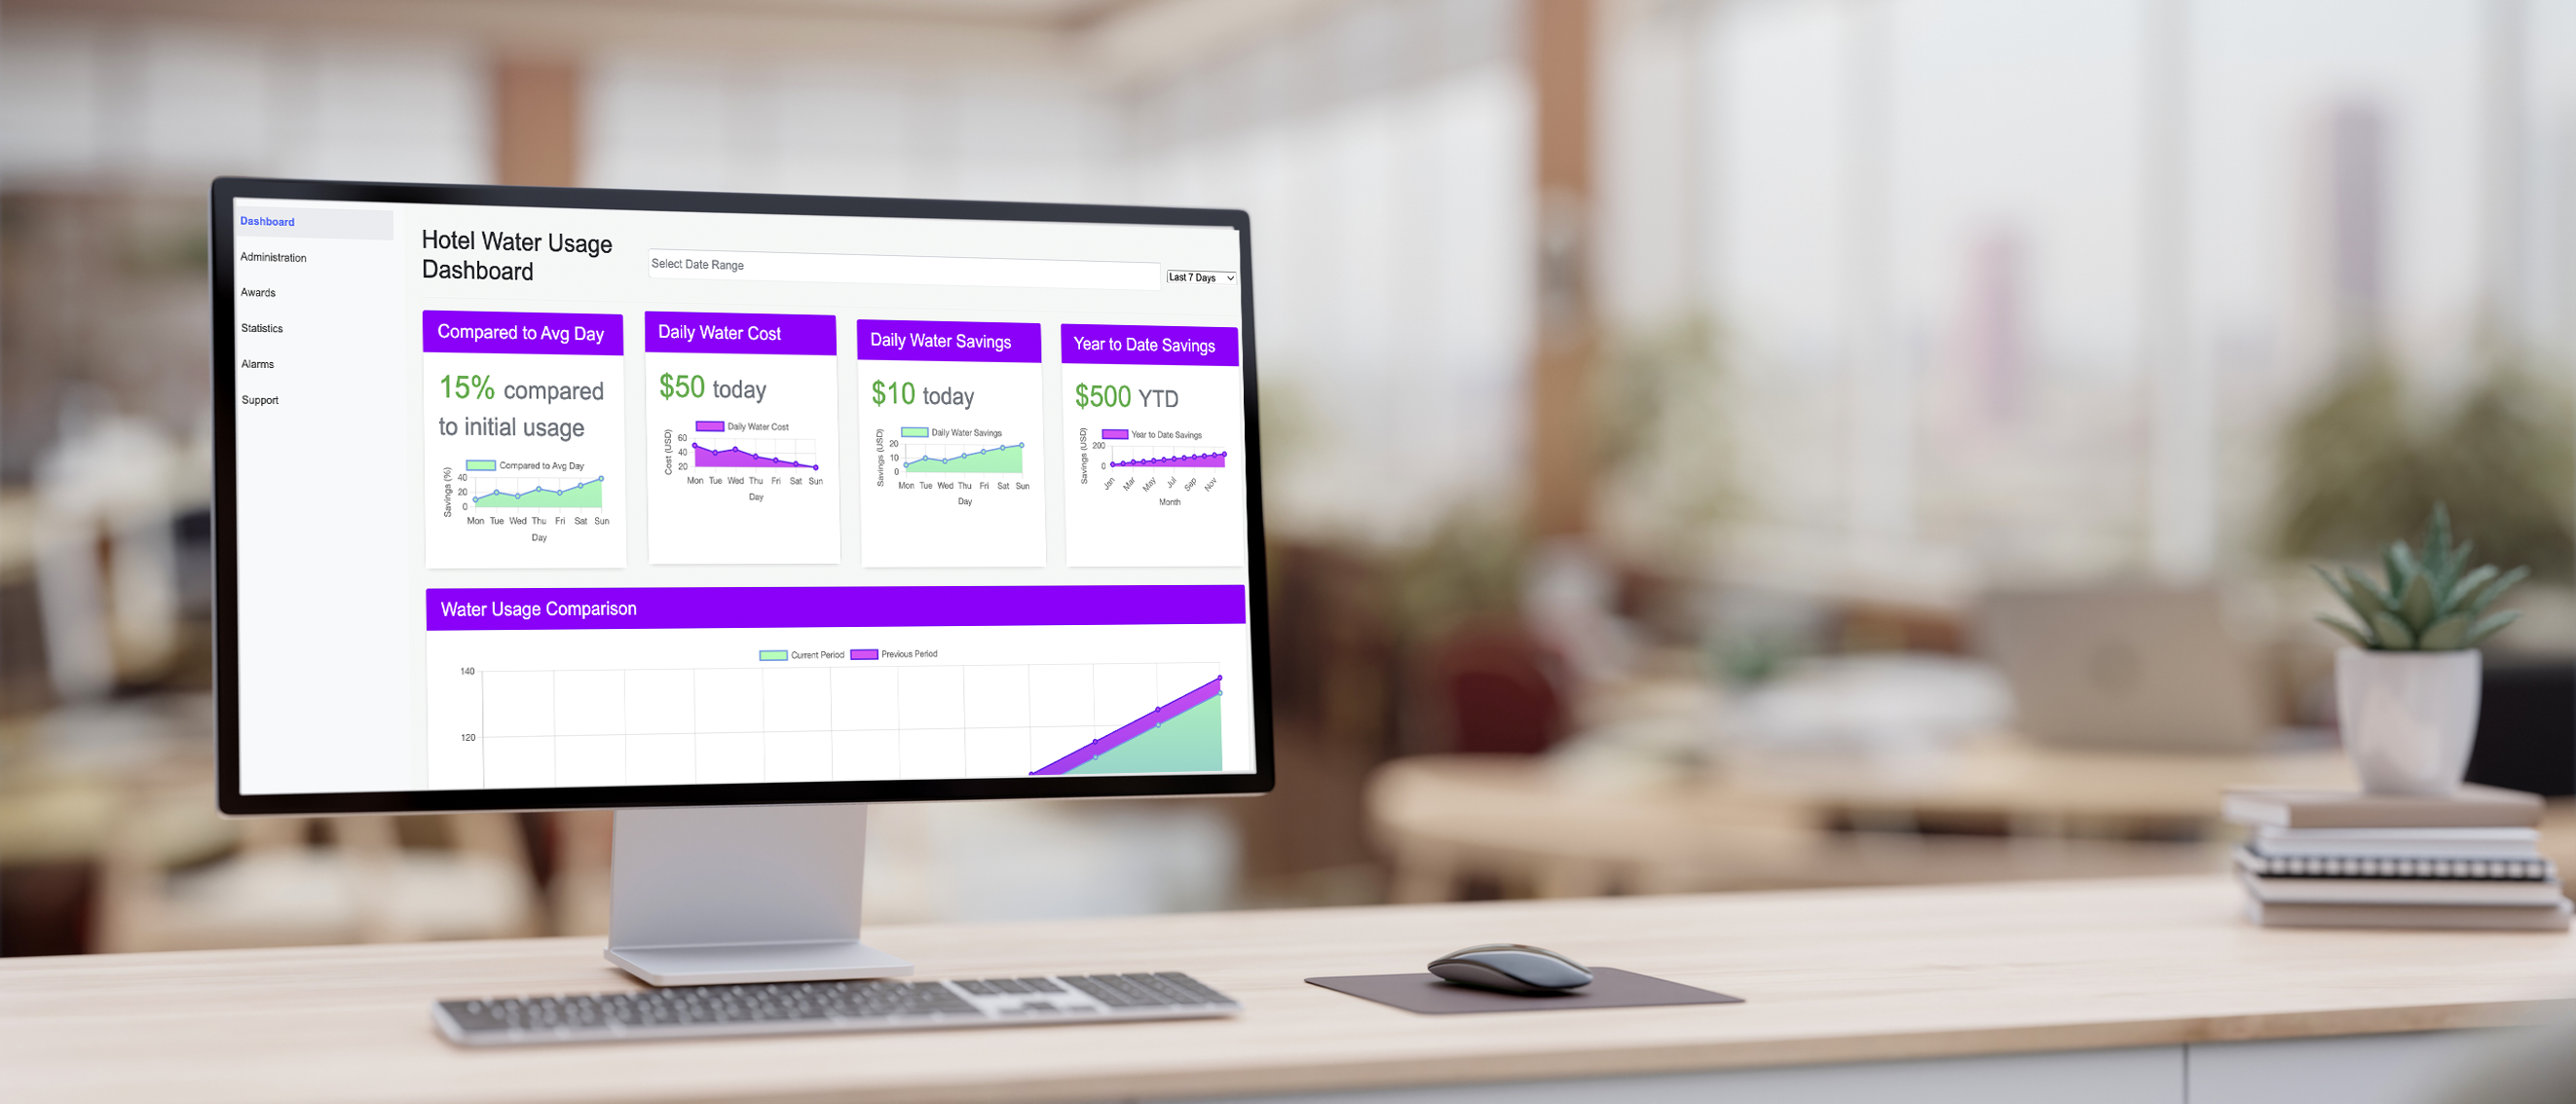 Dashboard
Administration
Awards
Statistics
Alarms
Support
Hotel Water Usage
Dashboard
Select Date Range
Last 7 Days
Compared to Avg Day
15% compared
to initial usage
Compared to Avg Day
Savings (%)
40
20
0
Mon Tue Wed Thu Fri Sat Sun
Day
Daily Water Cost
$50 today
Daily Water Cost
Cost (USD)
60
40
20
Mon Tue Wed Thu Fri Sat Sun
Day
Daily Water Savings
$10 today
Daily Water Savings
Savings (USD)
20
10
0
Mon Tue Wed Thu Fri Sat Sun
Day
Year to Date Savings
$500 YTD
Year to Date Savings
Savings (USD)
200
0
Jan Mar May Jul Sep Nov
Month
Water Usage Comparison
Current Period Previous Period
140
120